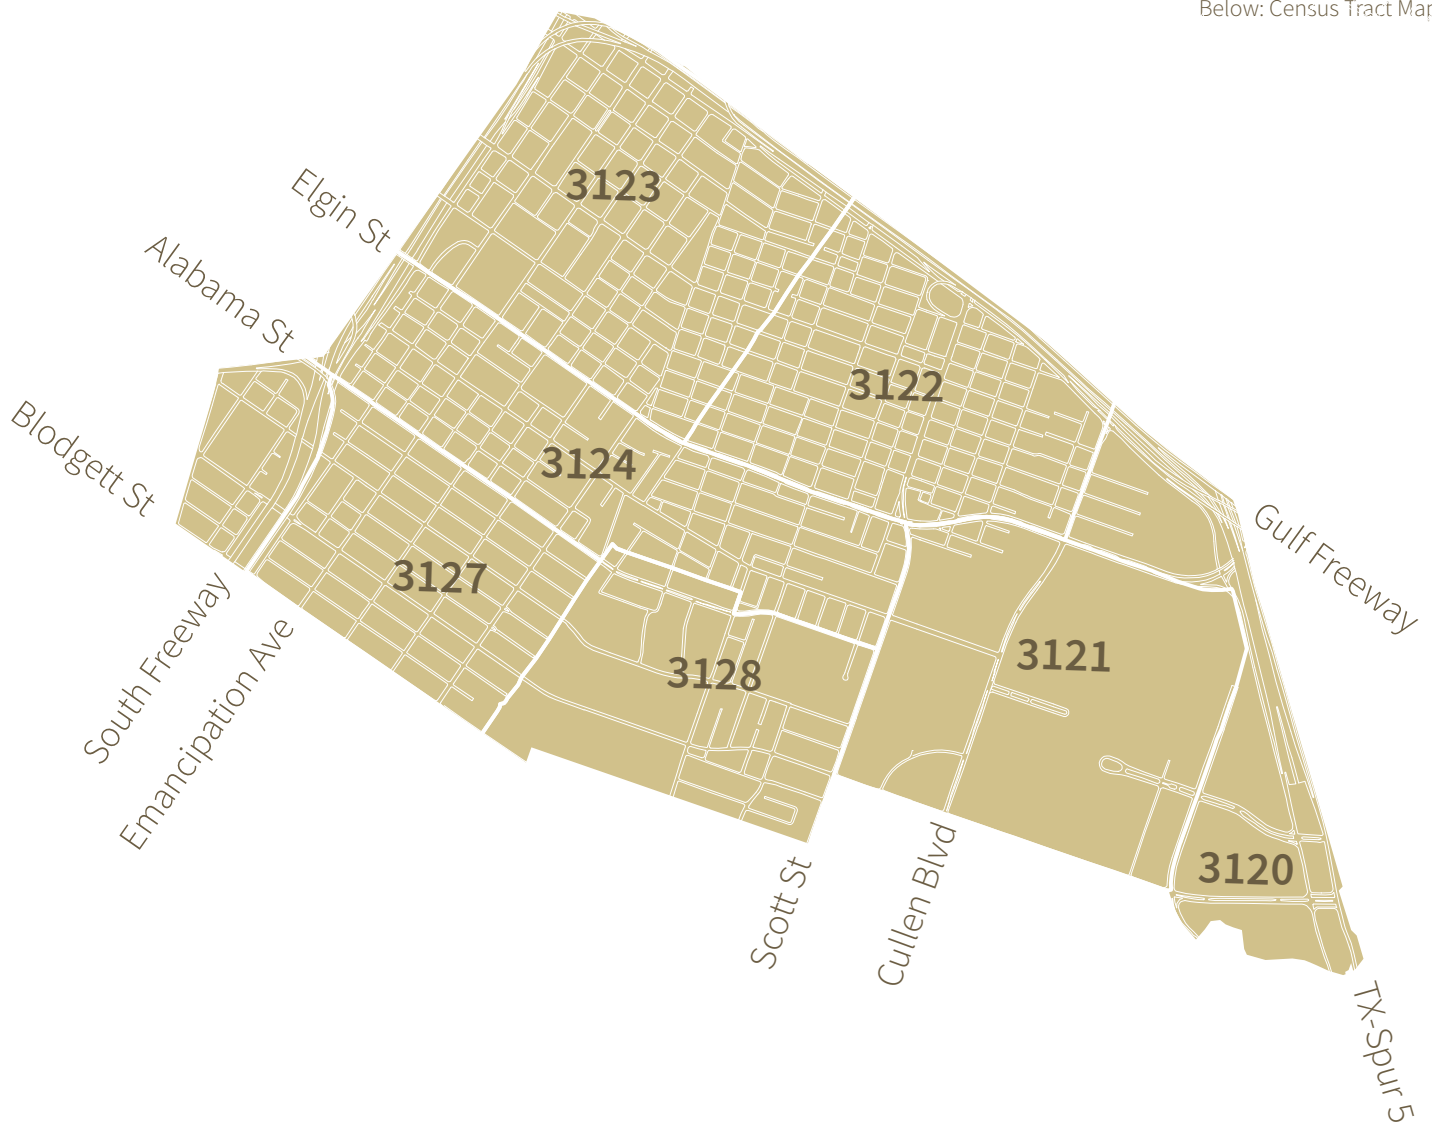 Below: Census Tract Map
3123
Elgin St
Alabama St
3122
Blodgett St
3124
Gulf Freeway
3127
South Freeway
Emancipation Ave
3121
3128
3120
Scott St
Cullen Blvd
TX-Spur 5